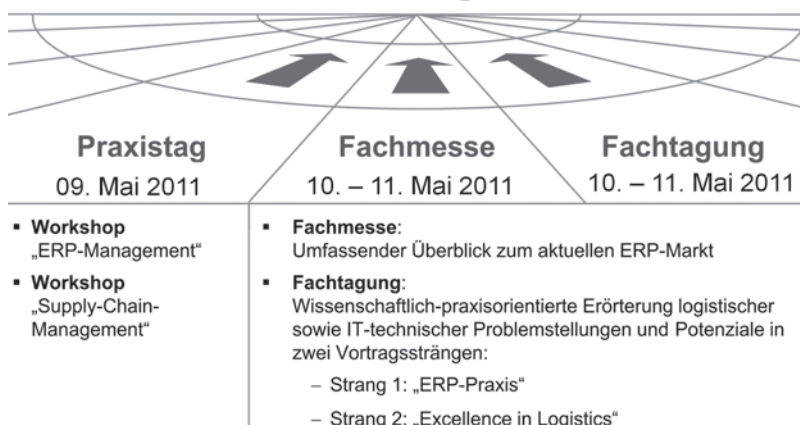 Praxistag
09. Mai 2011
Fachmesse
10. – 11. Mai 2011
Fachtagung
10. – 11. Mai 2011
▪ Workshop
„ERP-Management“
▪ Workshop
„Supply-Chain-
Management“
▪ Fachmesse:
Umfassender Überblick zum aktuellen ERP-Markt
▪ Fachtagung:
Wissenschaftlich-praxisorientierte Erörterung logistischer
sowie IT-technischer Problemstellungen und Potenziale in
zwei Vortragssträngen:
– Strang 1: „ERP-Praxis“
– Strang 2: „Excellence in Logistics“